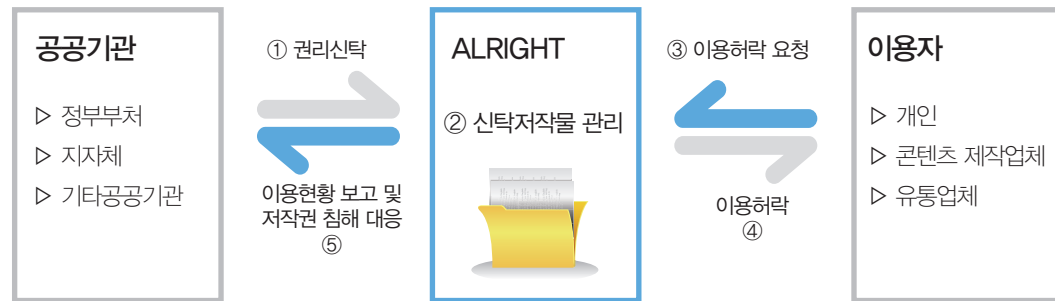 공공기관
▷ 정부부처
▷ 지자체
▷ 기타공공기관
① 권리신탁
이용현황 보고 및
저작권 침해 대응
⑤
ALRIGHT
② 신탁저작물 관리
③ 이용허락 요청
이용허락
④
이용자
▷ 개인
▷ 콘텐츠 제작업체
▷ 유통업체